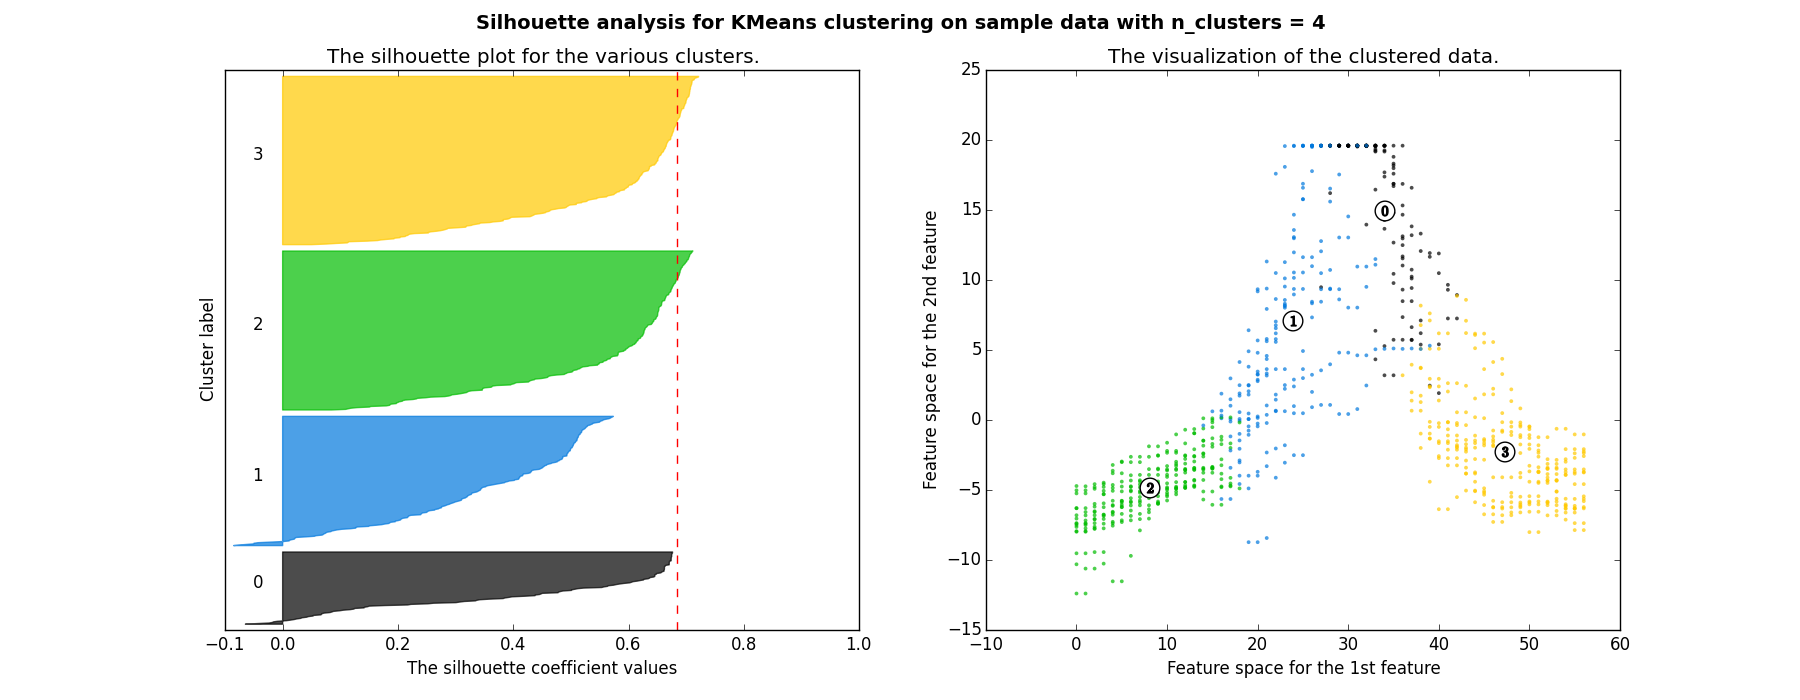 Silhouette analysis for KMeans clustering on sample data with n_clusters = 4
The silhouette plot for the various clusters.
3
2
1
0
Cluster label
−0.1 0.0 0.2 0.4 0.6 0.8 1.0
The silhouette coefficient values
The visualization of the clustered data.
25
20
15
10
5
0
−5
−10
−15
Feature space for the 2nd feature
0
1
3
2
−10 0 10 20 30 40 50 60
Feature space for the 1st feature